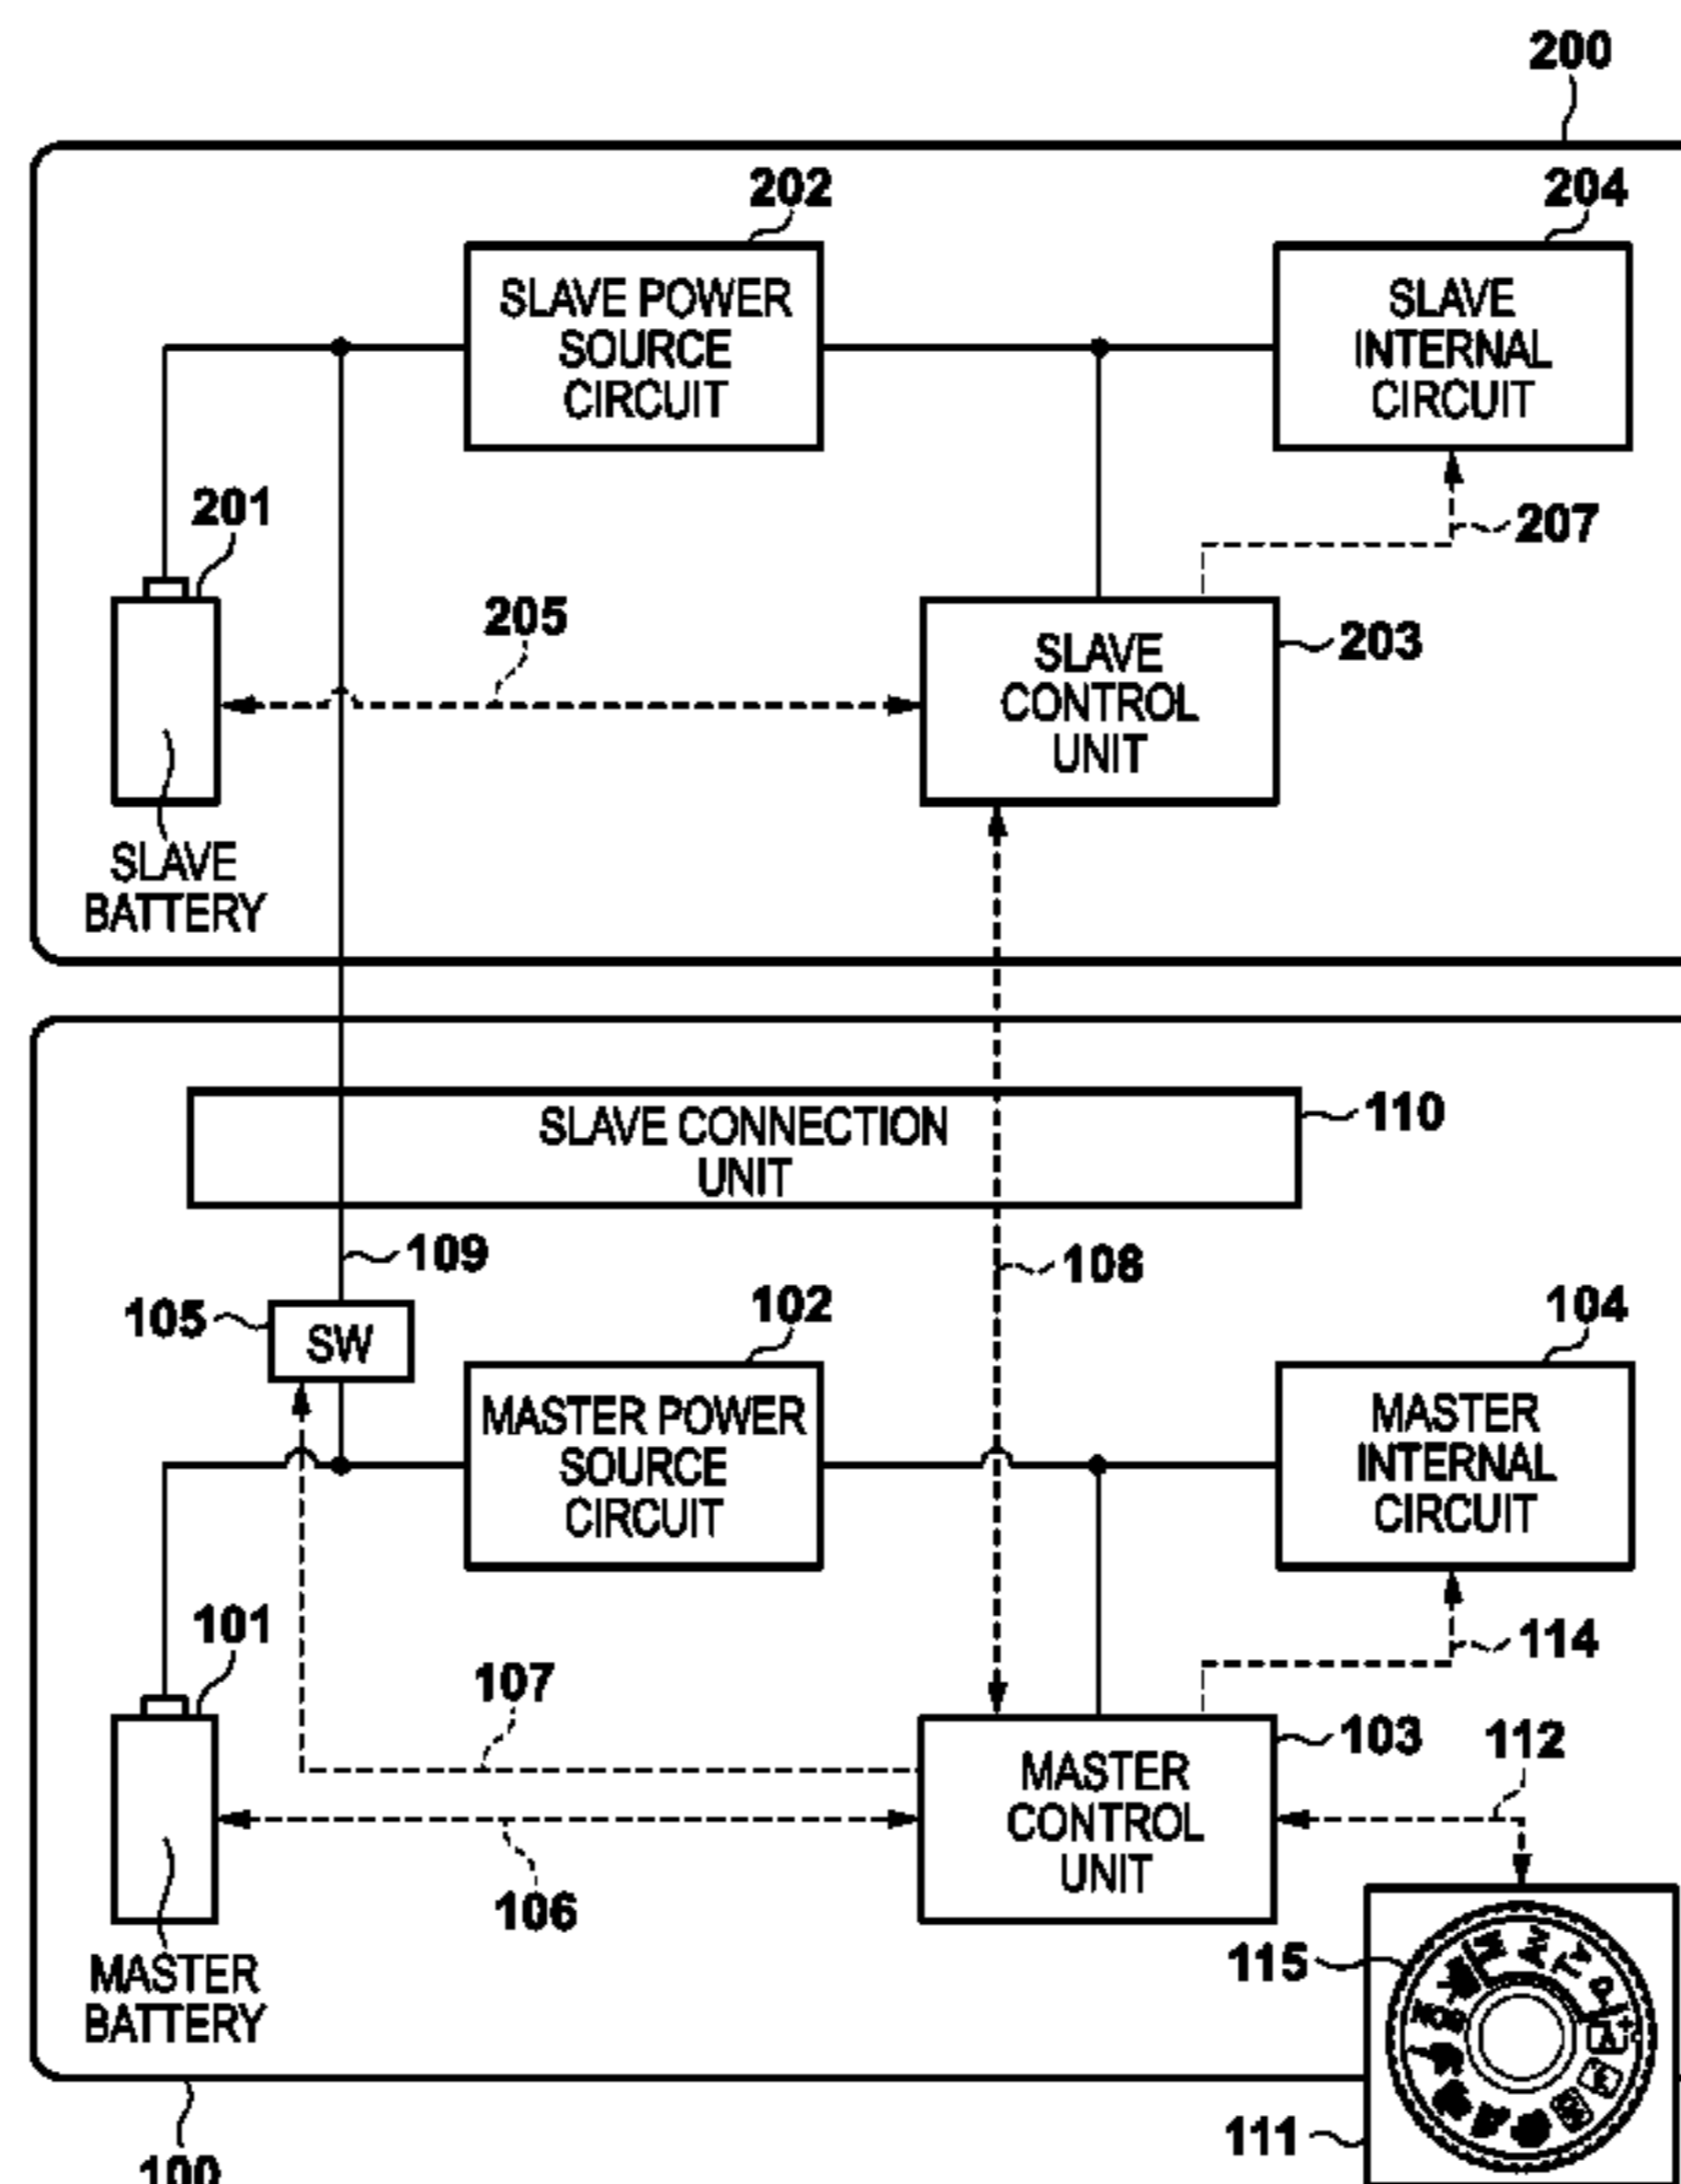 200
202
204
SLAVE POWER
SOURCE
CIRCUIT
SLAVE
INTERNAL
CIRCUIT
201
207
205
SLAVE
CONTROL
UNIT
203
SLAVE
BATTERY
SLAVE CONNECTION
UNIT
110
109
108
105
SW
102
104
MASTER POWER
SOURCE
CIRCUIT
MASTER
INTERNAL
CIRCUIT
101
114
107
103
112
MASTER
CONTROL
UNIT
106
MASTER
BATTERY
115
M
AV
TV
P
A+
111
100